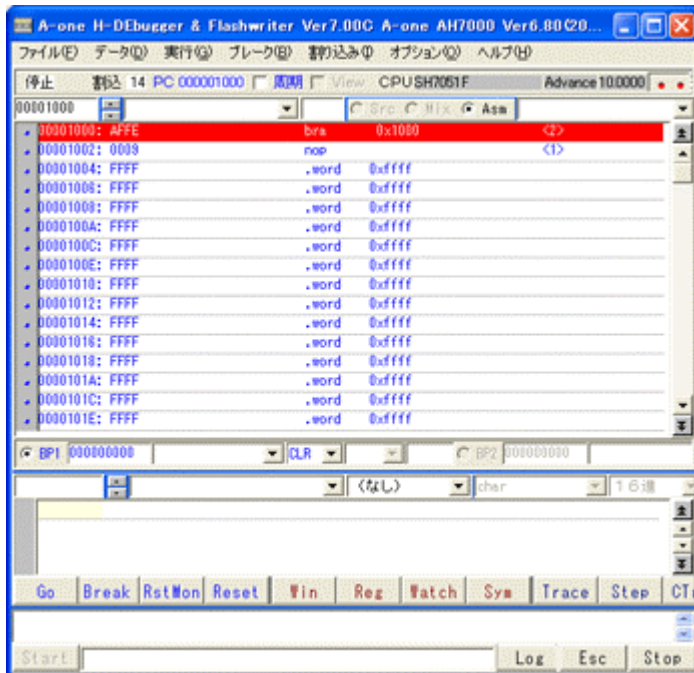 A-one H-DEbugger & Flashwriter Ver7.00C A-one AH7000 Ver6.80(20...
ファイル(F) データ(D) 実行(G) ブレーク(B) 割り込み(I) オプション(O) ヘルプ(H)
停止 割込 14 PC 000001000 周期 View CPU SH7051F Advance 10.0000
00001000 Src Mix Asm
00001000: AFFE bra 0x1000 <2>
00001002: 0009 nop <1>
00001004: FFFF .word 0xffff
00001006: FFFF .word 0xffff
00001008: FFFF .word 0xffff
0000100A: FFFF .word 0xffff
0000100C: FFFF .word 0xffff
0000100E: FFFF .word 0xffff
00001010: FFFF .word 0xffff
00001012: FFFF .word 0xffff
00001014: FFFF .word 0xffff
00001016: FFFF .word 0xffff
00001018: FFFF .word 0xffff
0000101A: FFFF .word 0xffff
0000101C: FFFF .word 0xffff
0000101E: FFFF .word 0xffff
BP1 000000000 CLR BP2 000000000
(なし) char 16進
Go Break RstMon Reset Win Reg Watch Sym Trace Step
Start Log Esc Stop